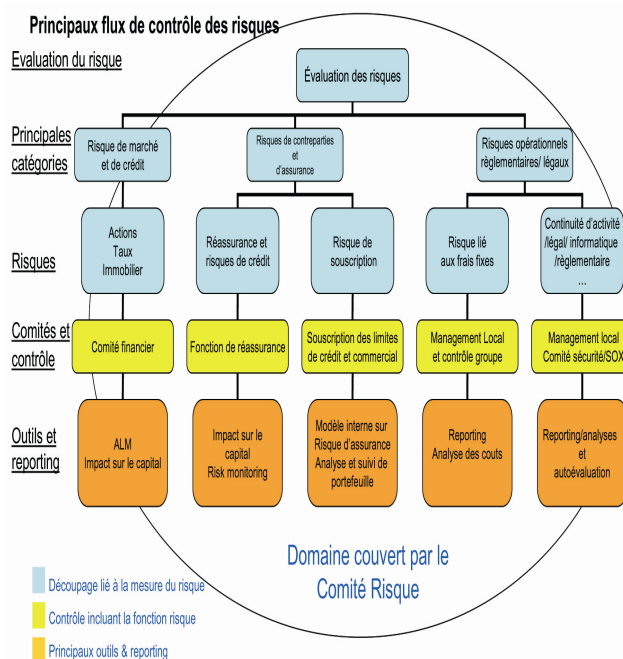 Principaux flux de contrôle des risques
Evaluation du risque
Évaluation des risques
Principales
catégories
Risque de marché
et de crédit
Risques de contreparties
et
d'assurance
Risques opérationnels
règlementaires/ légaux
Risques
Actions
Taux
Immobilier
Réassurance et
risques de crédit
Risque de
souscription
Risque lié
aux frais fixes
Continuité d'activité
/légal/ informatique
/règlementaire
...
Comités et
contrôle
Comité financier
Fonction de réassurance
Souscription des limites
de crédit et commercial
Management Local
et contrôle groupe
Management local
Comité sécurité/SOX
Outils et
reporting
ALM
Impact sur le capital
Impact sur le
capital
Risk monitoring
Modèle interne sur
Risque d'assurance
Analyse et suivi de
portefeuille
Reporting
Analyse des couts
Reporting/analyses
et
autoévaluation
Domaine couvert par le
Comité Risque
Découpage lié à la mesure du risque
Contrôle incluant la fonction risque
Principaux outils & reporting